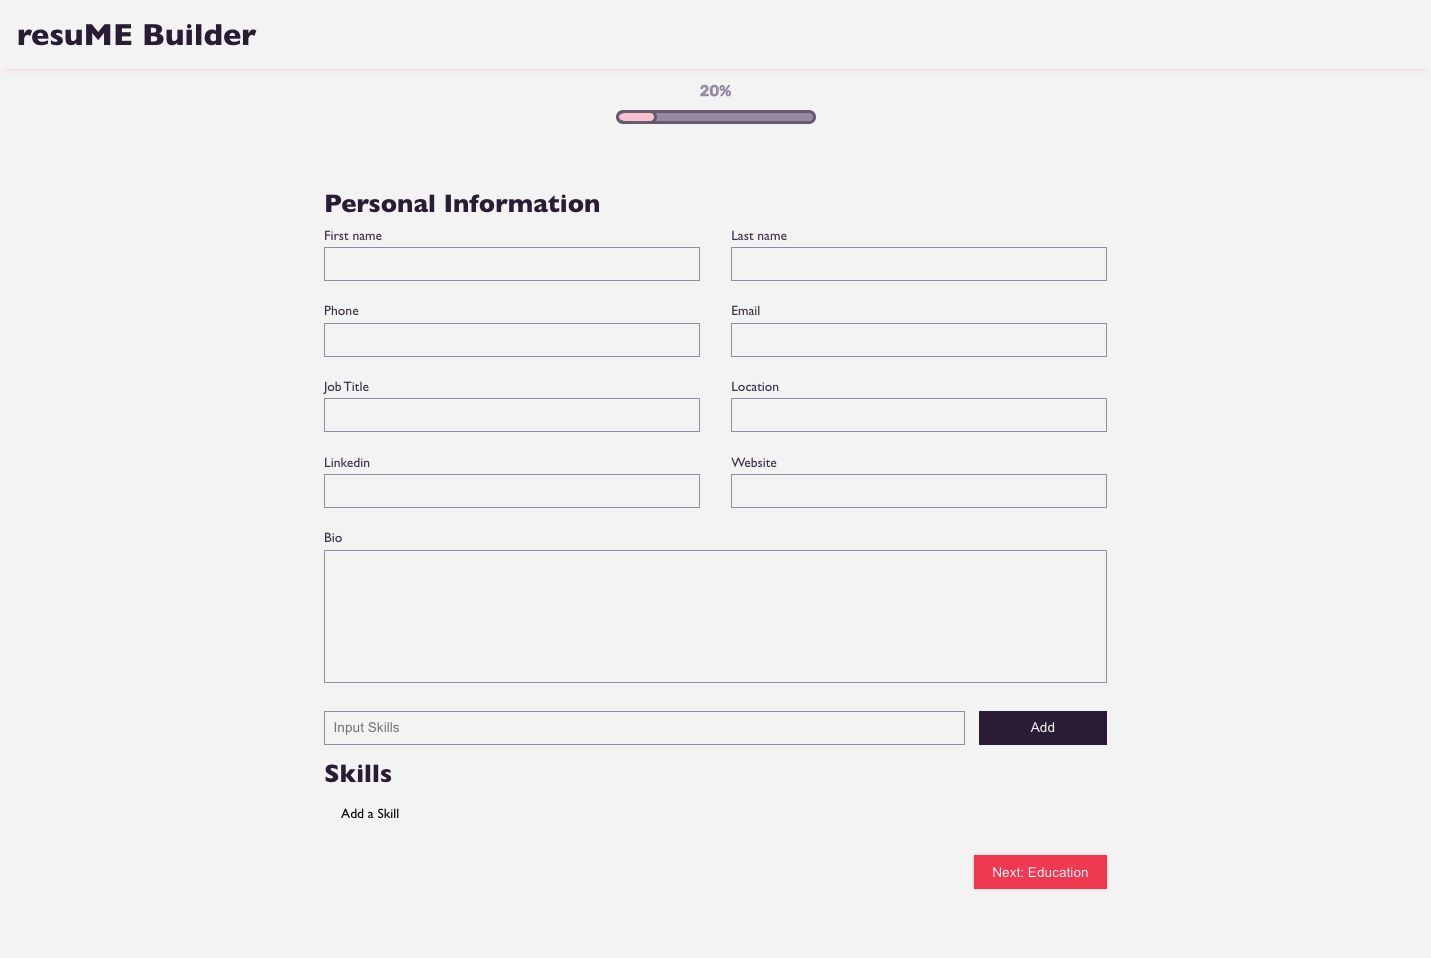 resuME Builder
20%
Personal Information
First name
Last name
Phone
Email
Job Title
Location
Linkedin
Website
Bio
Input Skills
Add
Skills
Add a Skill
Next: Education